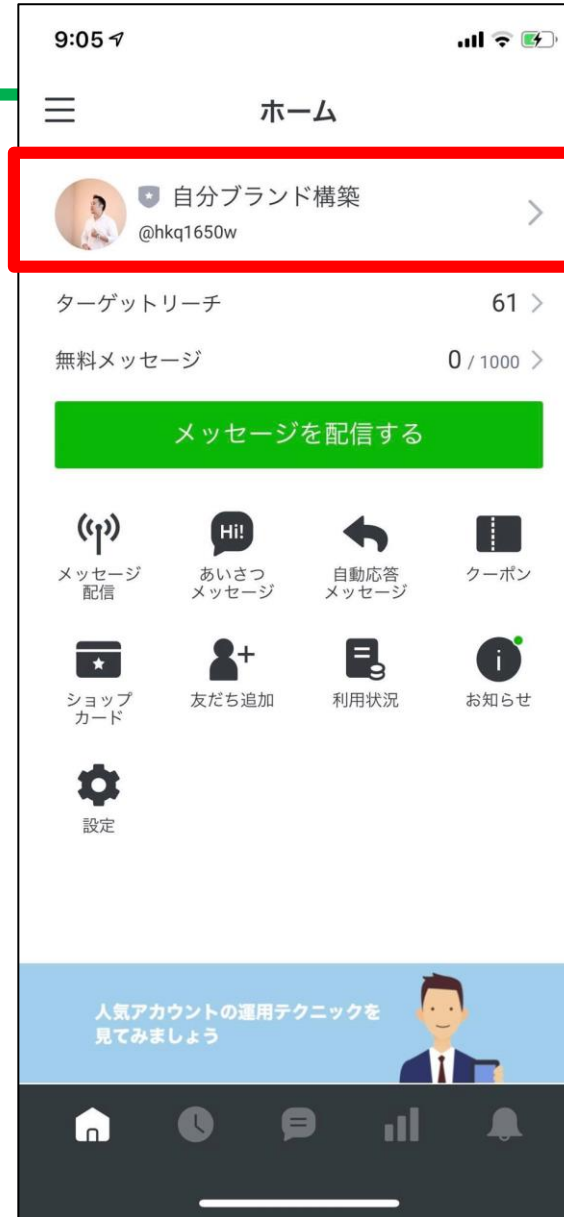 9:05
ホーム
自分ブランド構築
@hkq1650w
ターゲットリーチ 61
無料メッセージ 0 / 1000
メッセージを配信する
メッセージ
配信
Hi!
あいさつ
メッセージ
自動応答
メッセージ
クーポン
ショップ
カード
友だち追加
利用状況
i
お知らせ
設定
人気アカウントの運用テクニックを
見てみましょう